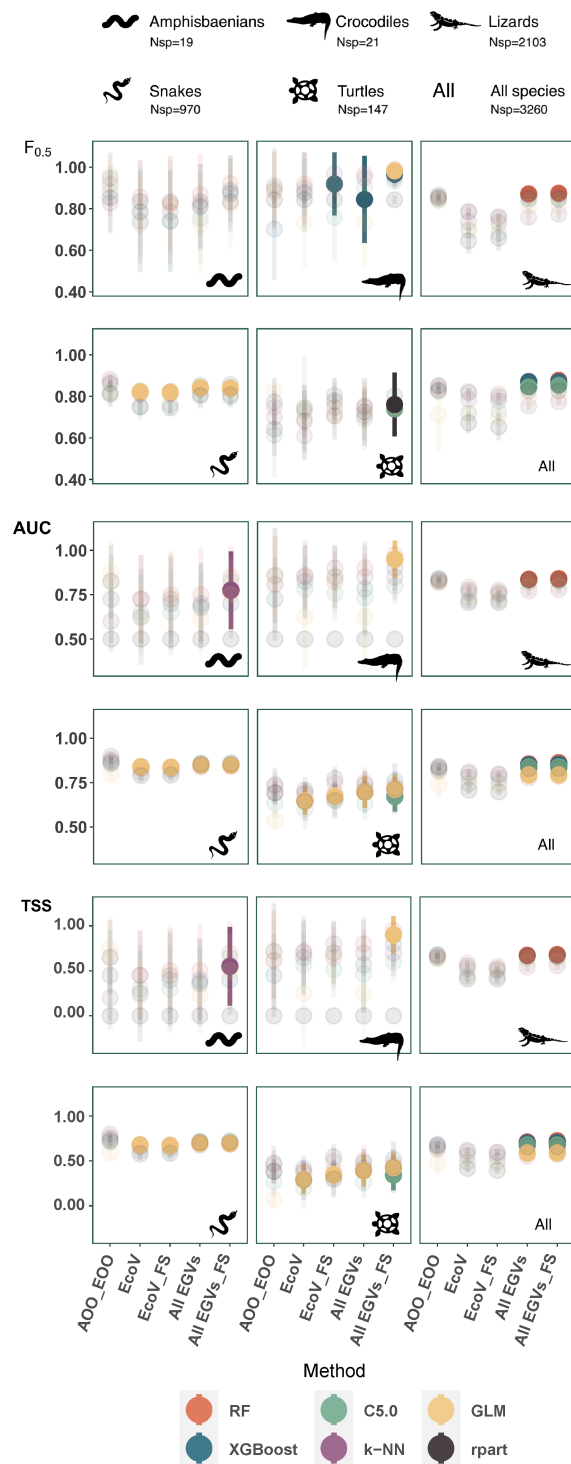 Amphisbaenians
Nsp=19
Crocodiles
Nsp=21
Lizards
Nsp=2103
Snakes
Nsp=970
Turtles
Nsp=147
All
All species
Nsp=3260
F0.5
1.00
0.80
0.60
0.40
1.00
0.80
0.60
0.40
All
AUC
1.00
0.75
0.50
1.00
0.75
0.50
All
TSS
1.00
0.50
0.00
1.00
0.50
0.00
All
AOO_EOO
EcoV
EcoV_FS
All EGVs
All EGVs_FS
AOO_EOO
EcoV
EcoV_FS
All EGVs
All EGVs_FS
AOO_EOO
EcoV
EcoV_FS
All EGVs
All EGVs_FS
Method
RF
C5.0
GLM
XGBoost
k−NN
rpart